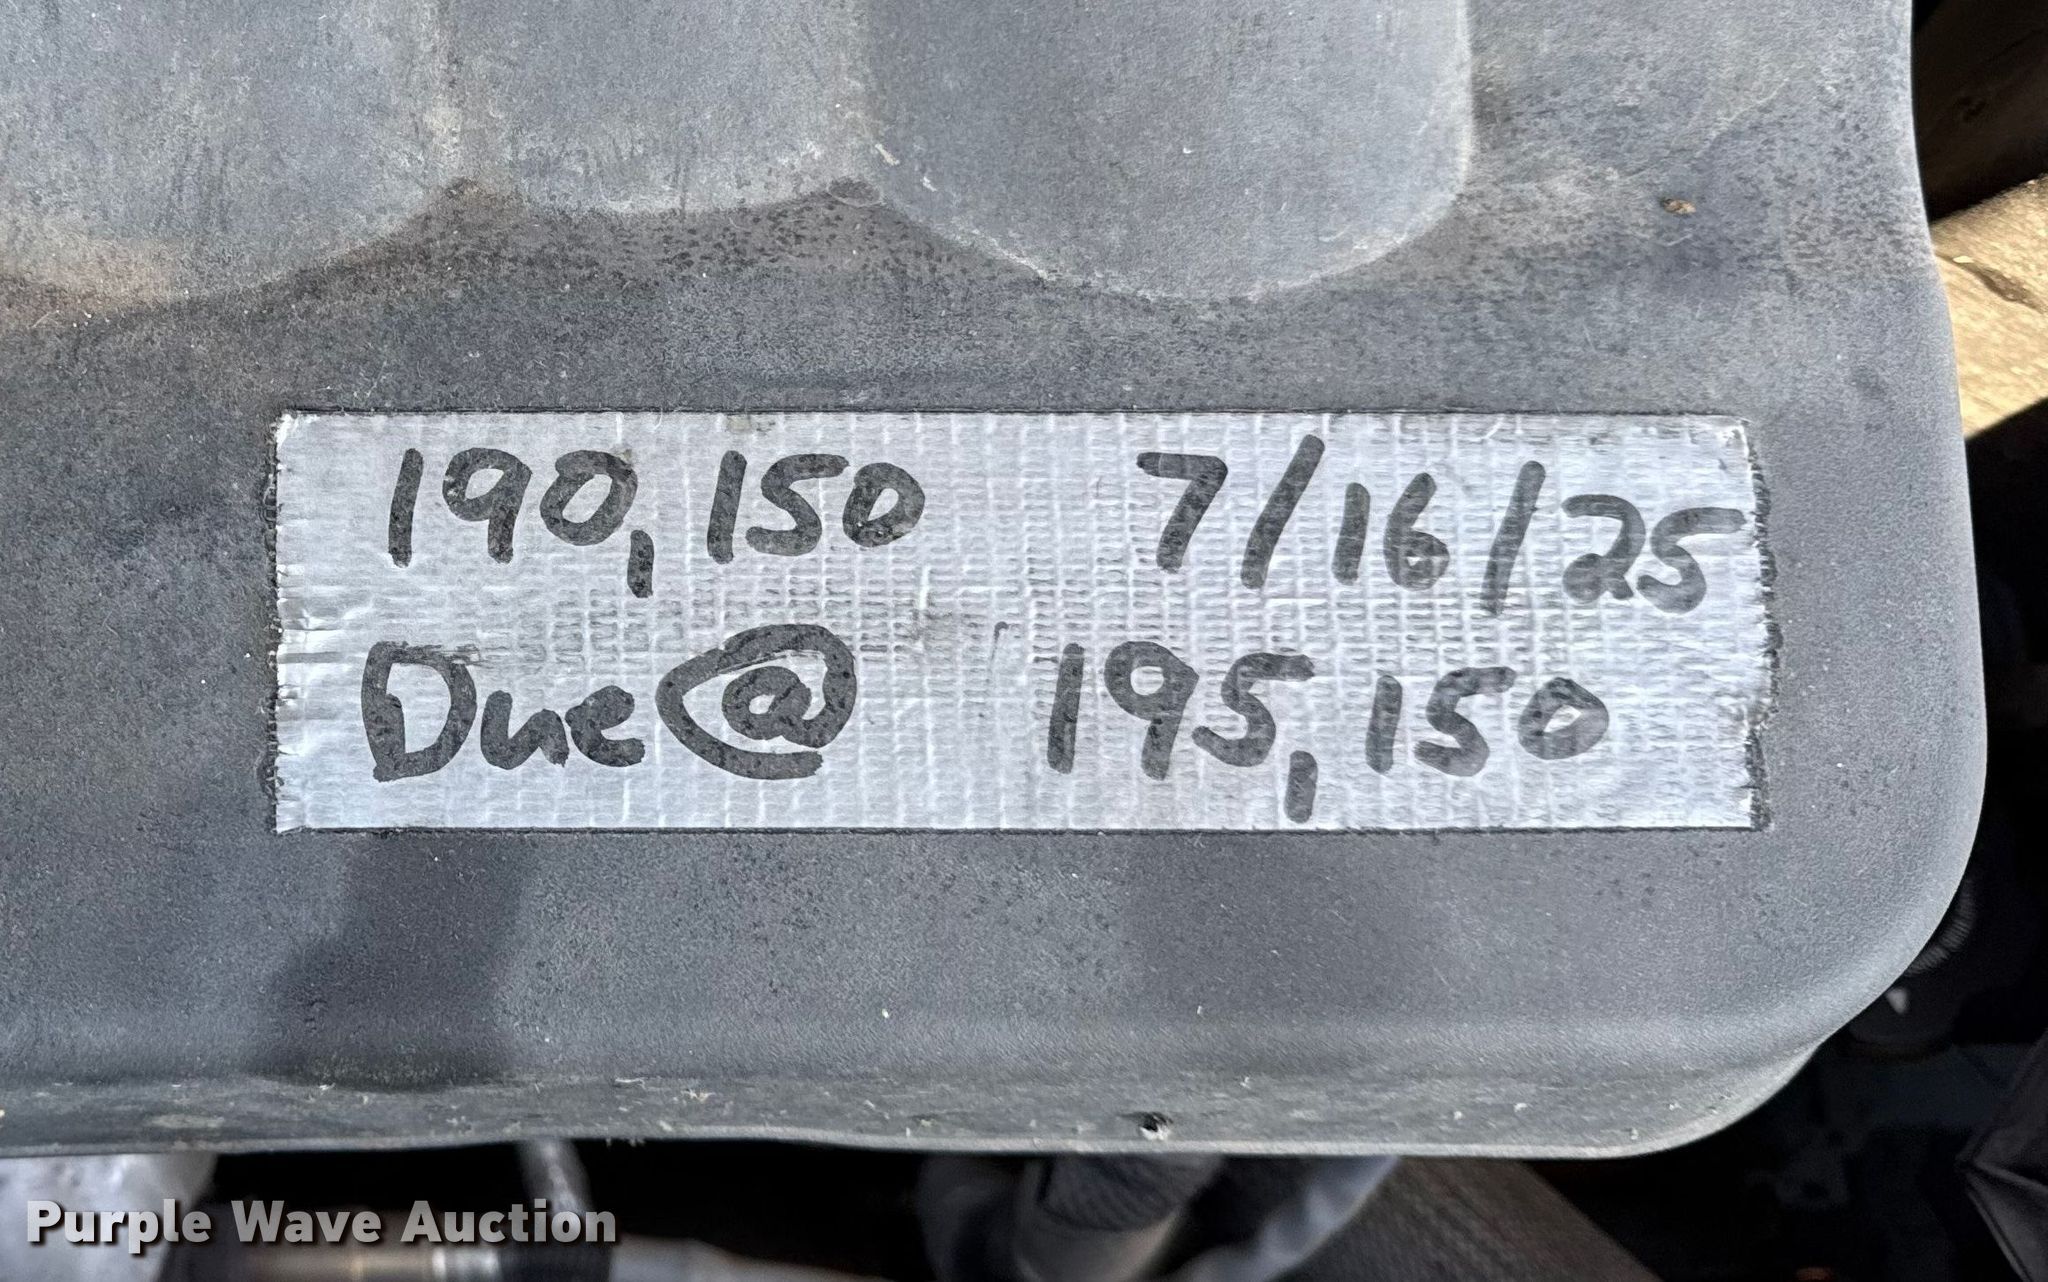 190,150 7/16/25
Due @ 195,150
Purple Wave Auction